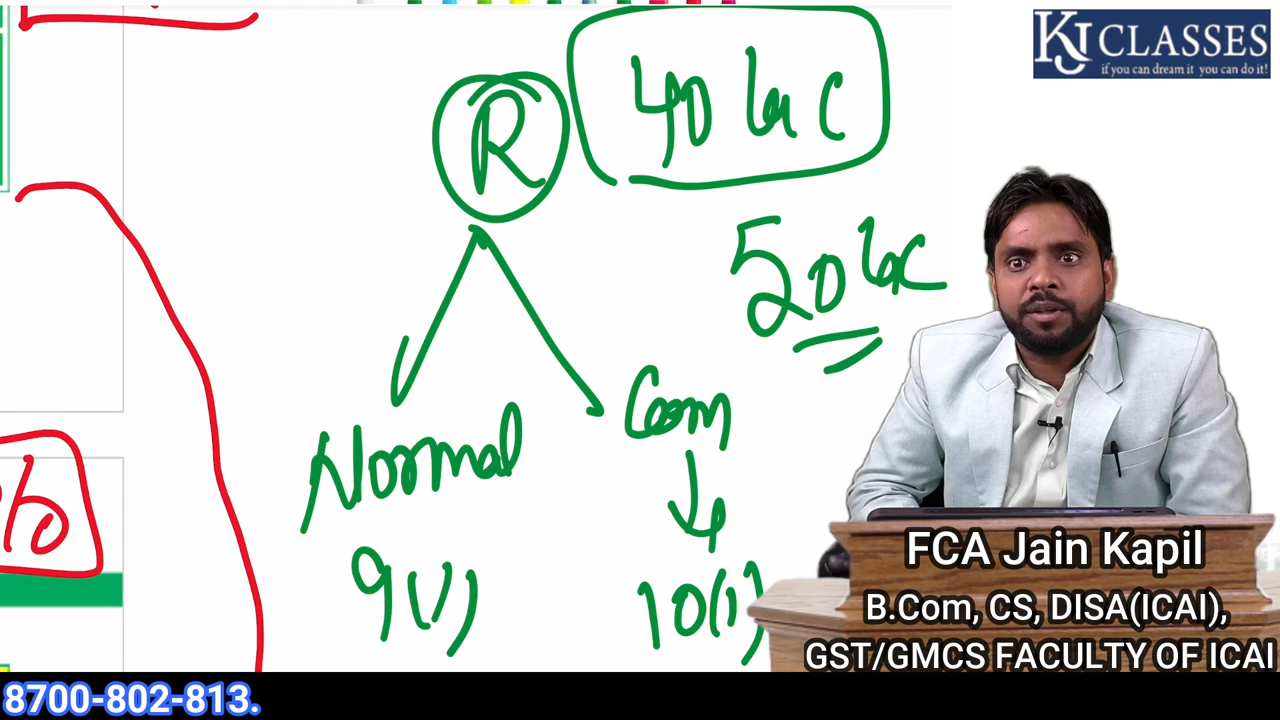 KJ CLASSES
if you can dream it you can do it!
R
40 lac
50 lac
Normal
Com
9(1)
10(1)
%
FCA Jain Kapil
B.Com, CS, DISA(ICAI),
GST/GMCS FACULTY OF ICAI
8700-802-813.